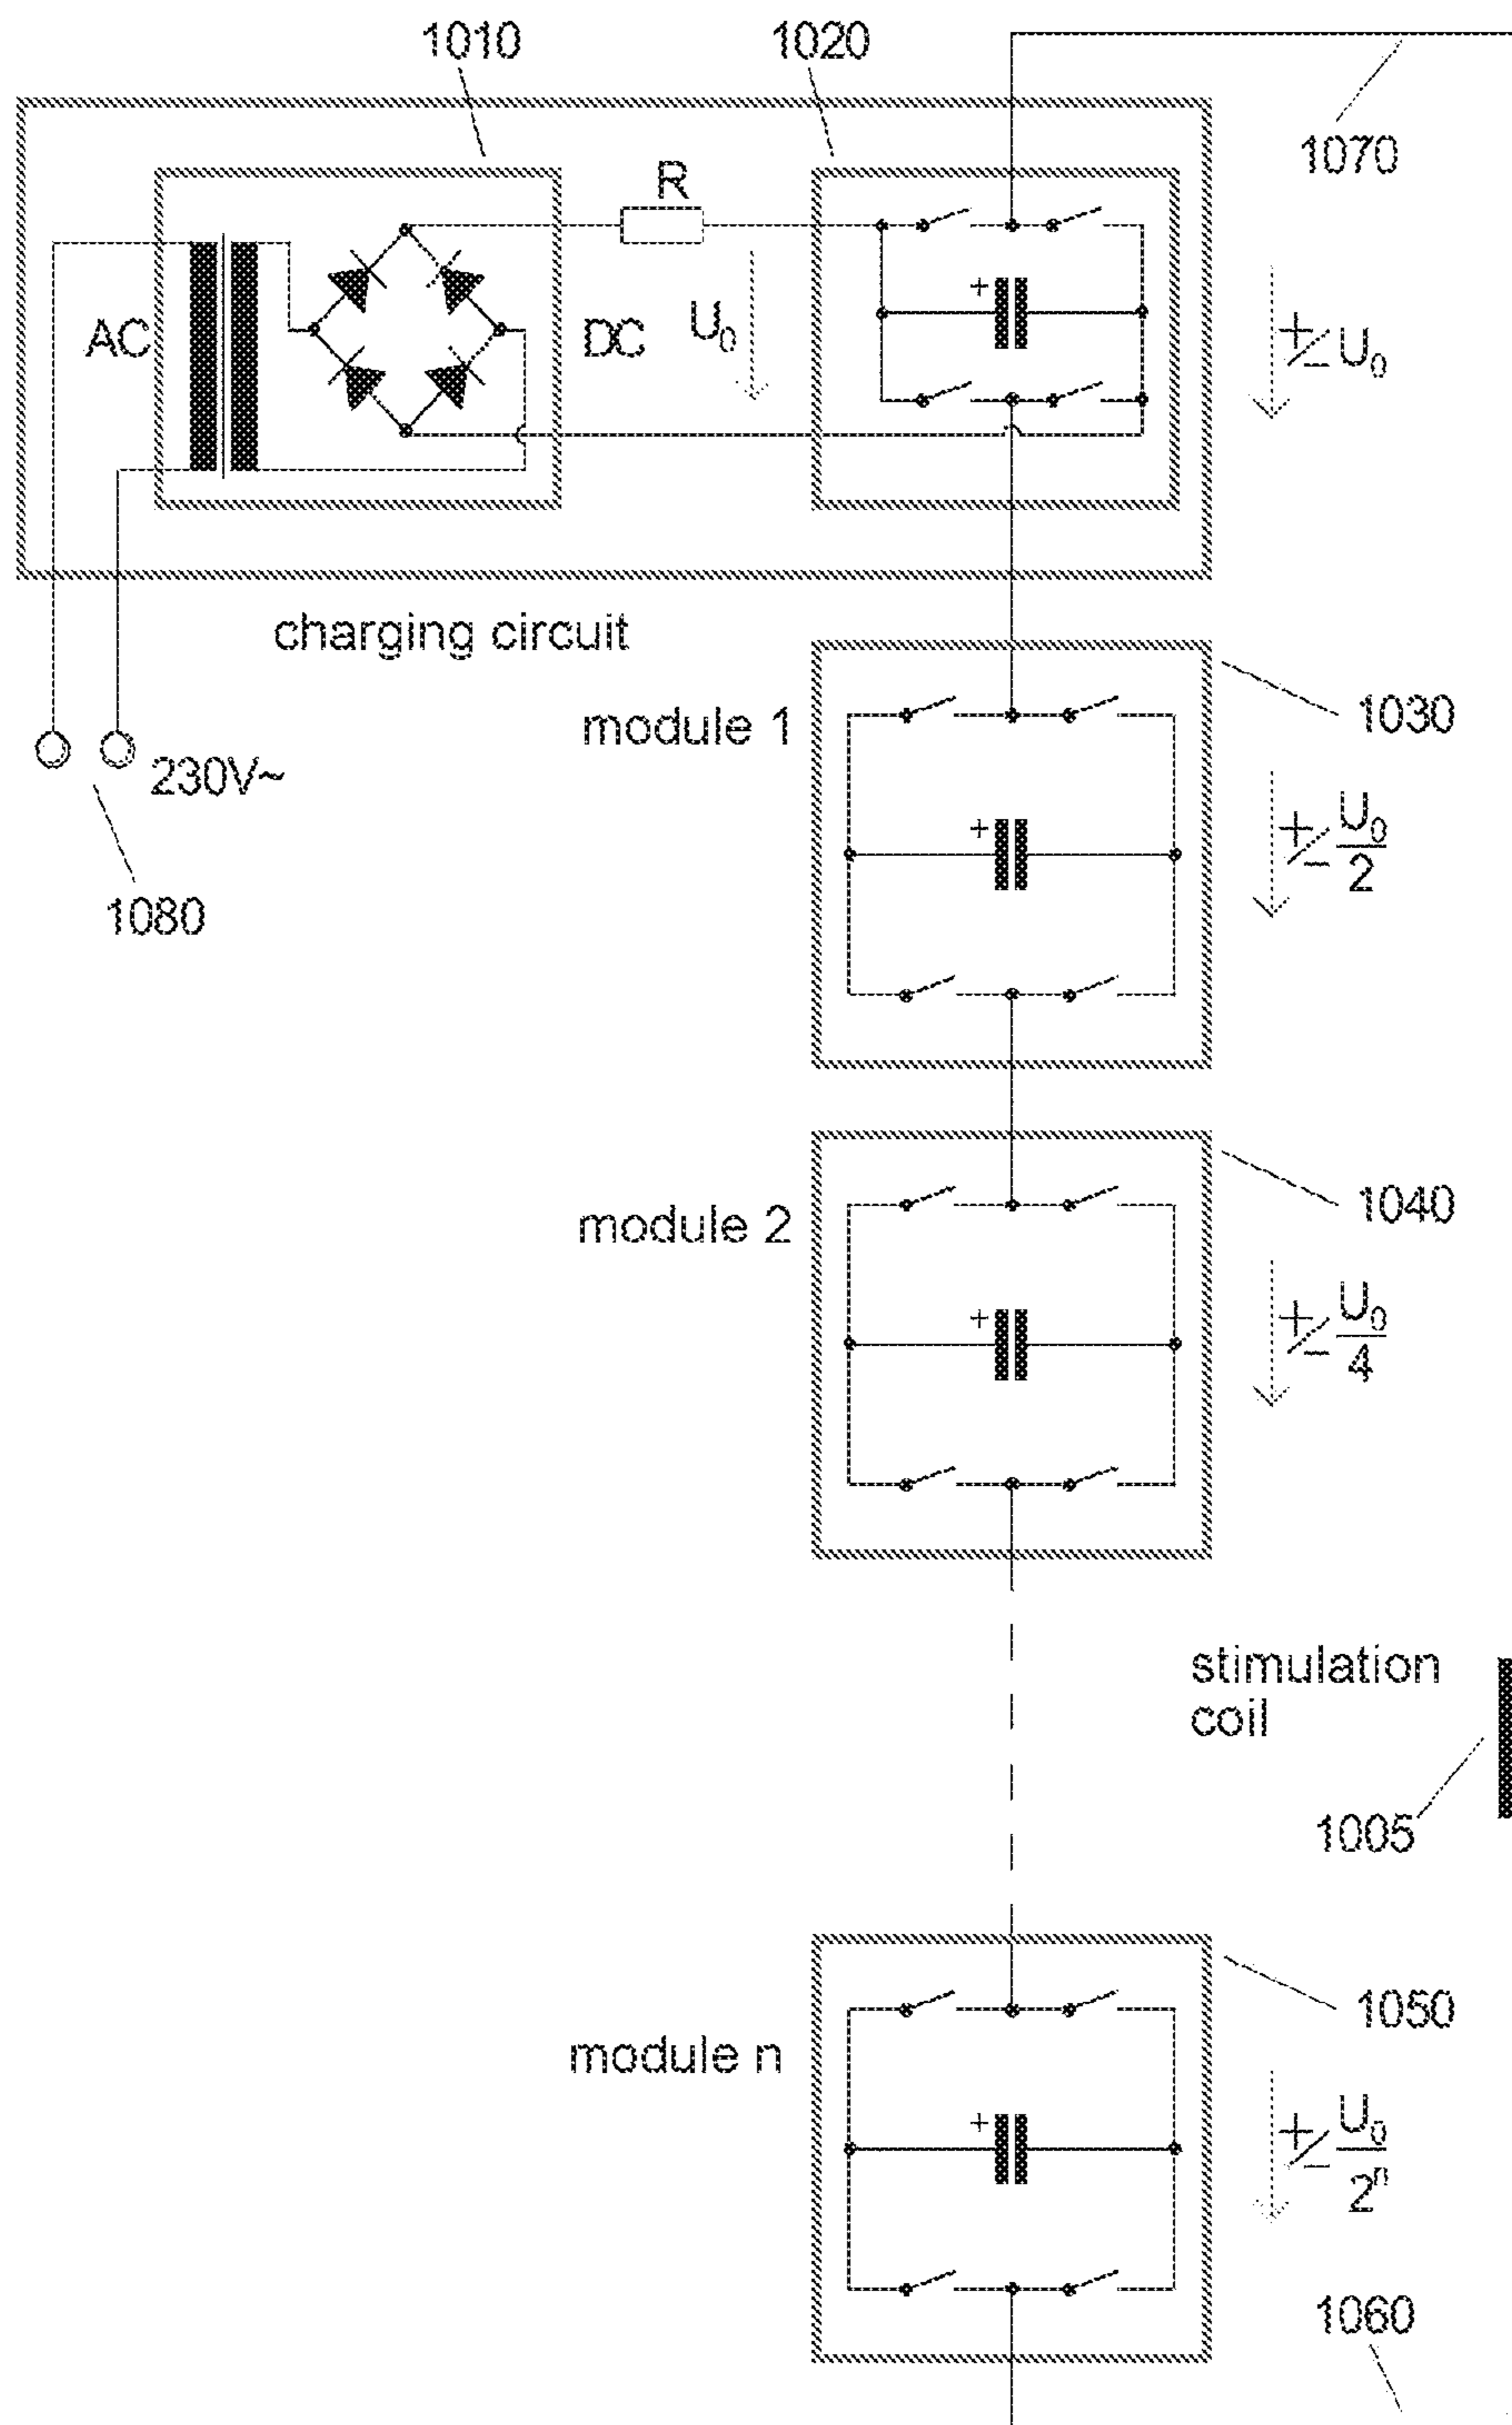 1010
1020
1070
R
AC
DC
U₀
+/- U₀
charging circuit
module 1
1030
230V~
+/- U₀/2
1080
module 2
1040
+/- U₀/4
stimulation
coil
1005
1050
module n
+/- U₀/2ⁿ
1060